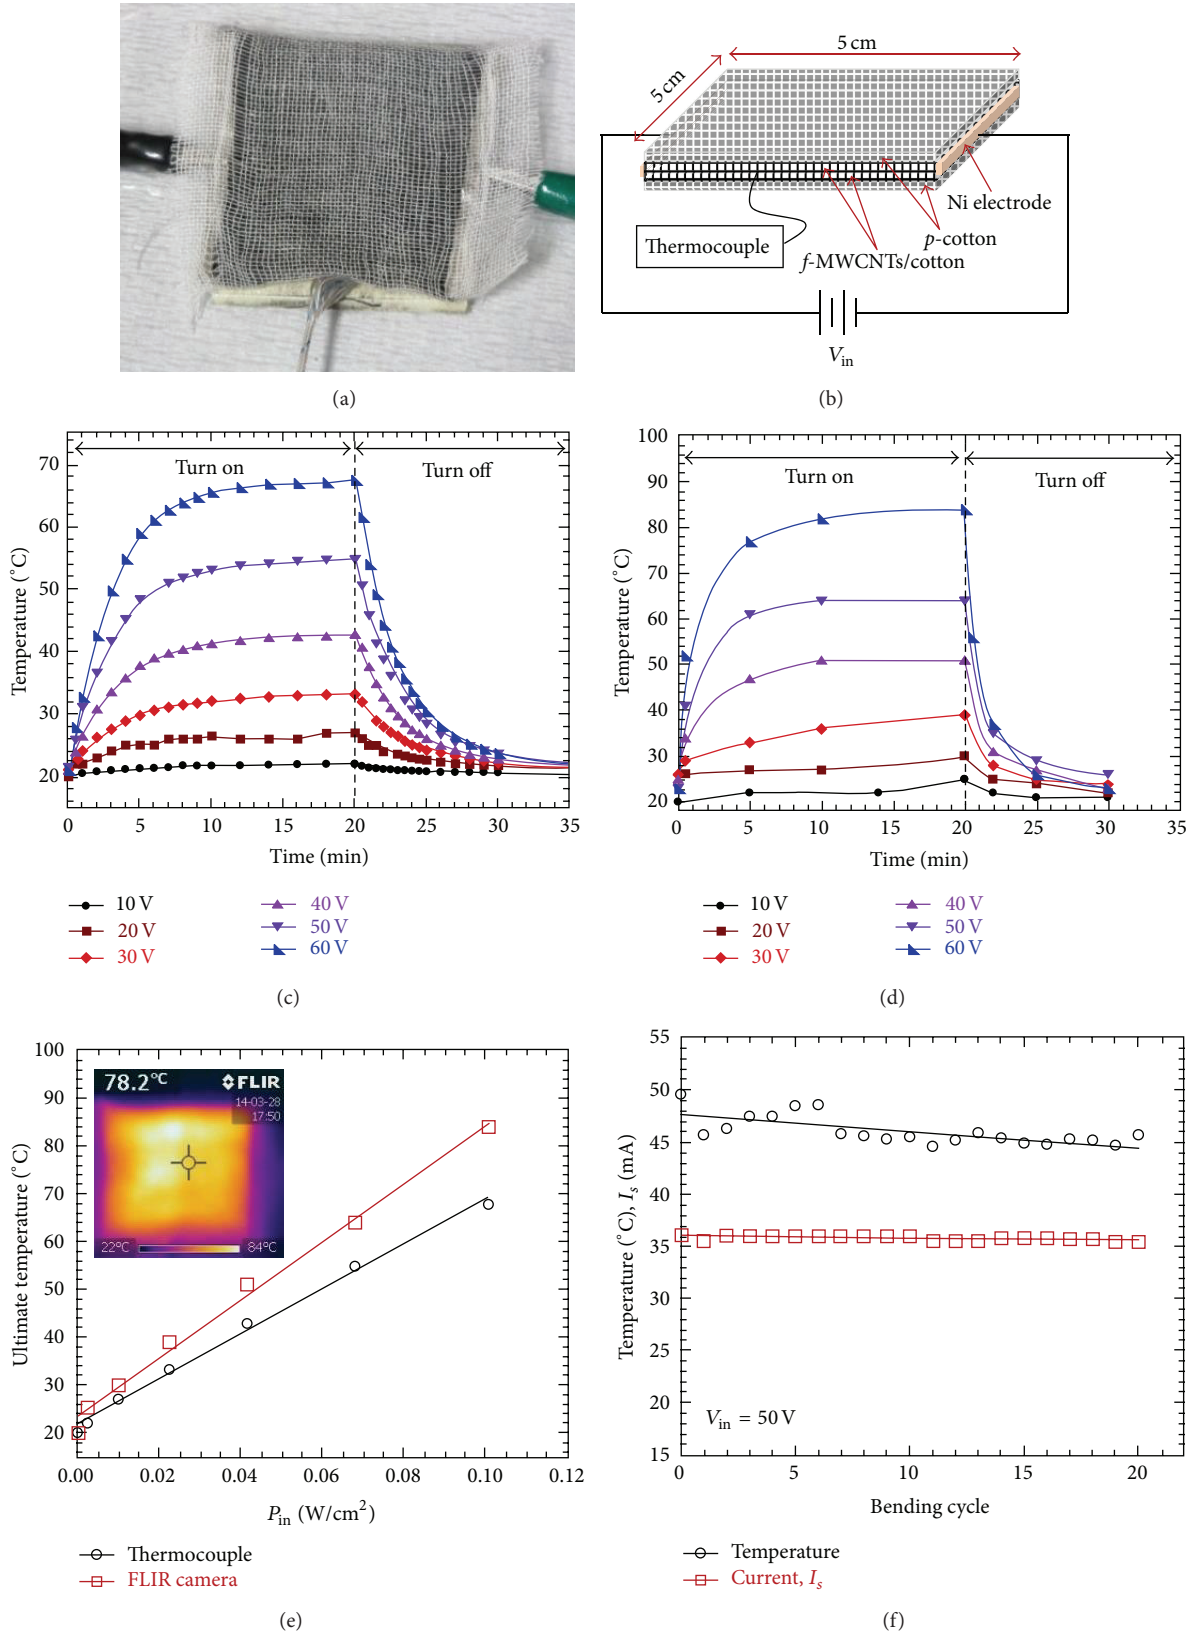 5 cm
5 cm
Ni electrode
Thermocouple
p-cotton
f-MWCNTs/cotton
V_in
(a)
(b)
Turn on
Turn off
70
60
50
40
30
20
Temperature (°C)
0 5 10 15 20 25 30 35
Time (min)
10 V
20 V
30 V
40 V
50 V
60 V
(c)
100
90
80
70
60
50
40
30
20
Turn on
Turn off
Temperature (°C)
0 5 10 15 20 25 30 35
Time (min)
10 V
20 V
30 V
40 V
50 V
60 V
(d)
100
90
80
70
60
50
40
30
20
Ultimate temperature (°C)
78.2°C
FLIR
14-03-28
17:50
22°C
84°C
0.00 0.02 0.04 0.06 0.08 0.10 0.12
P_in (W/cm²)
Thermocouple
FLIR camera
(e)
55
50
45
40
35
30
25
20
15
Temperature (°C), I_s (mA)
V_in = 50 V
0 5 10 15 20
Bending cycle
Temperature
Current, I_s
(f)